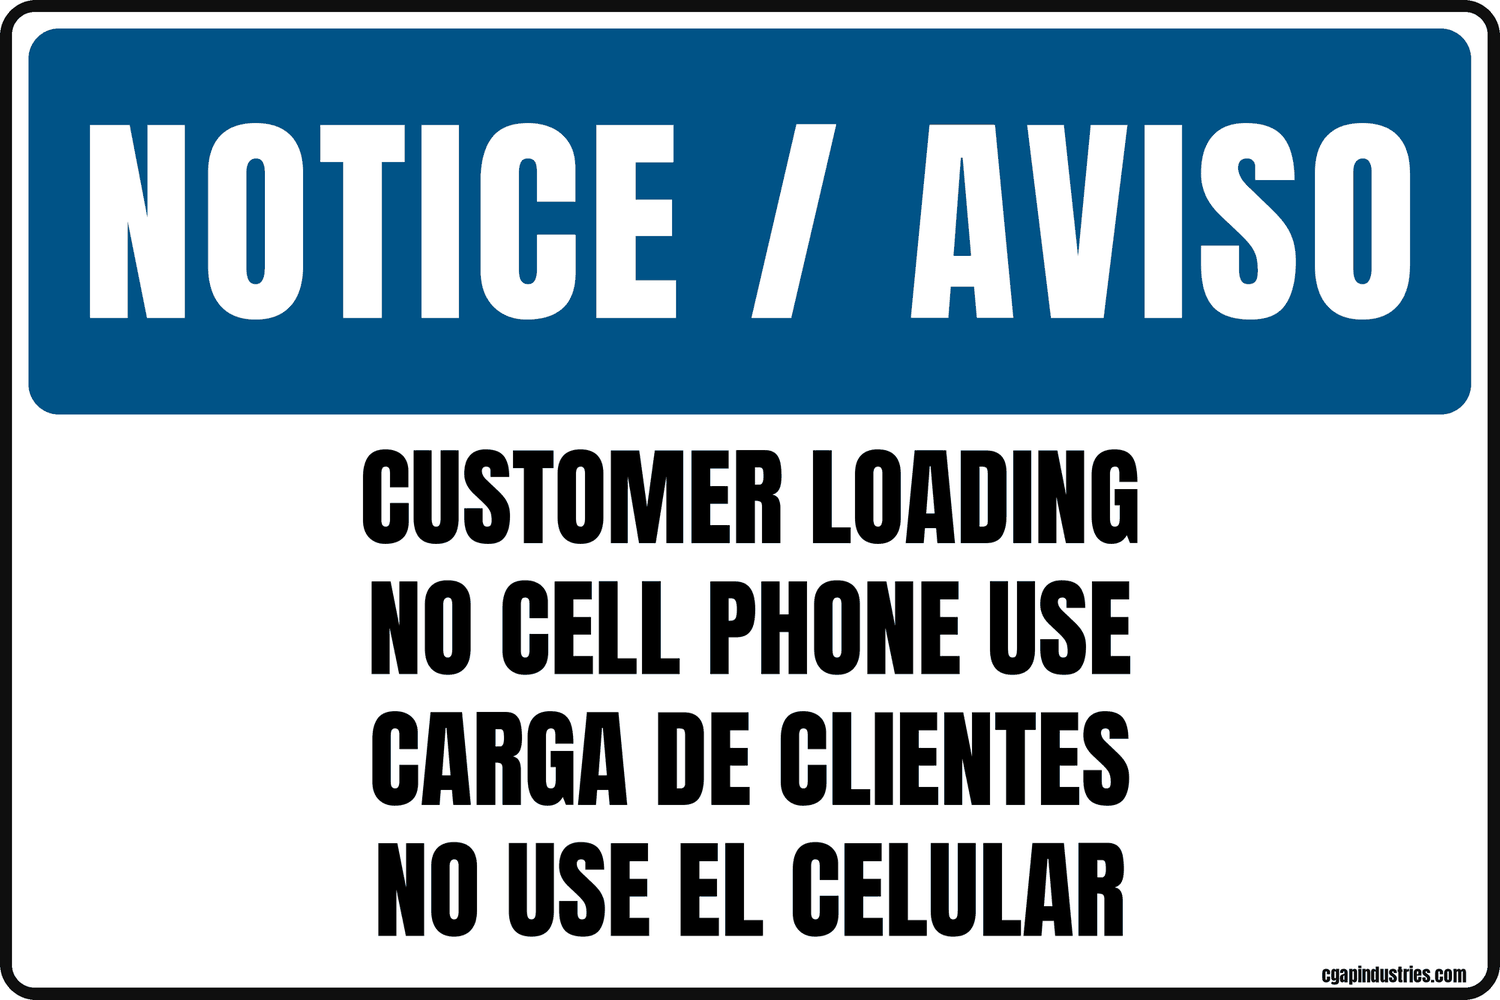 NOTICE / AVISO
CUSTOMER LOADING
NO CELL PHONE USE
CARGA DE CLIENTES
NO USE EL CELULAR
cgapindustries.com